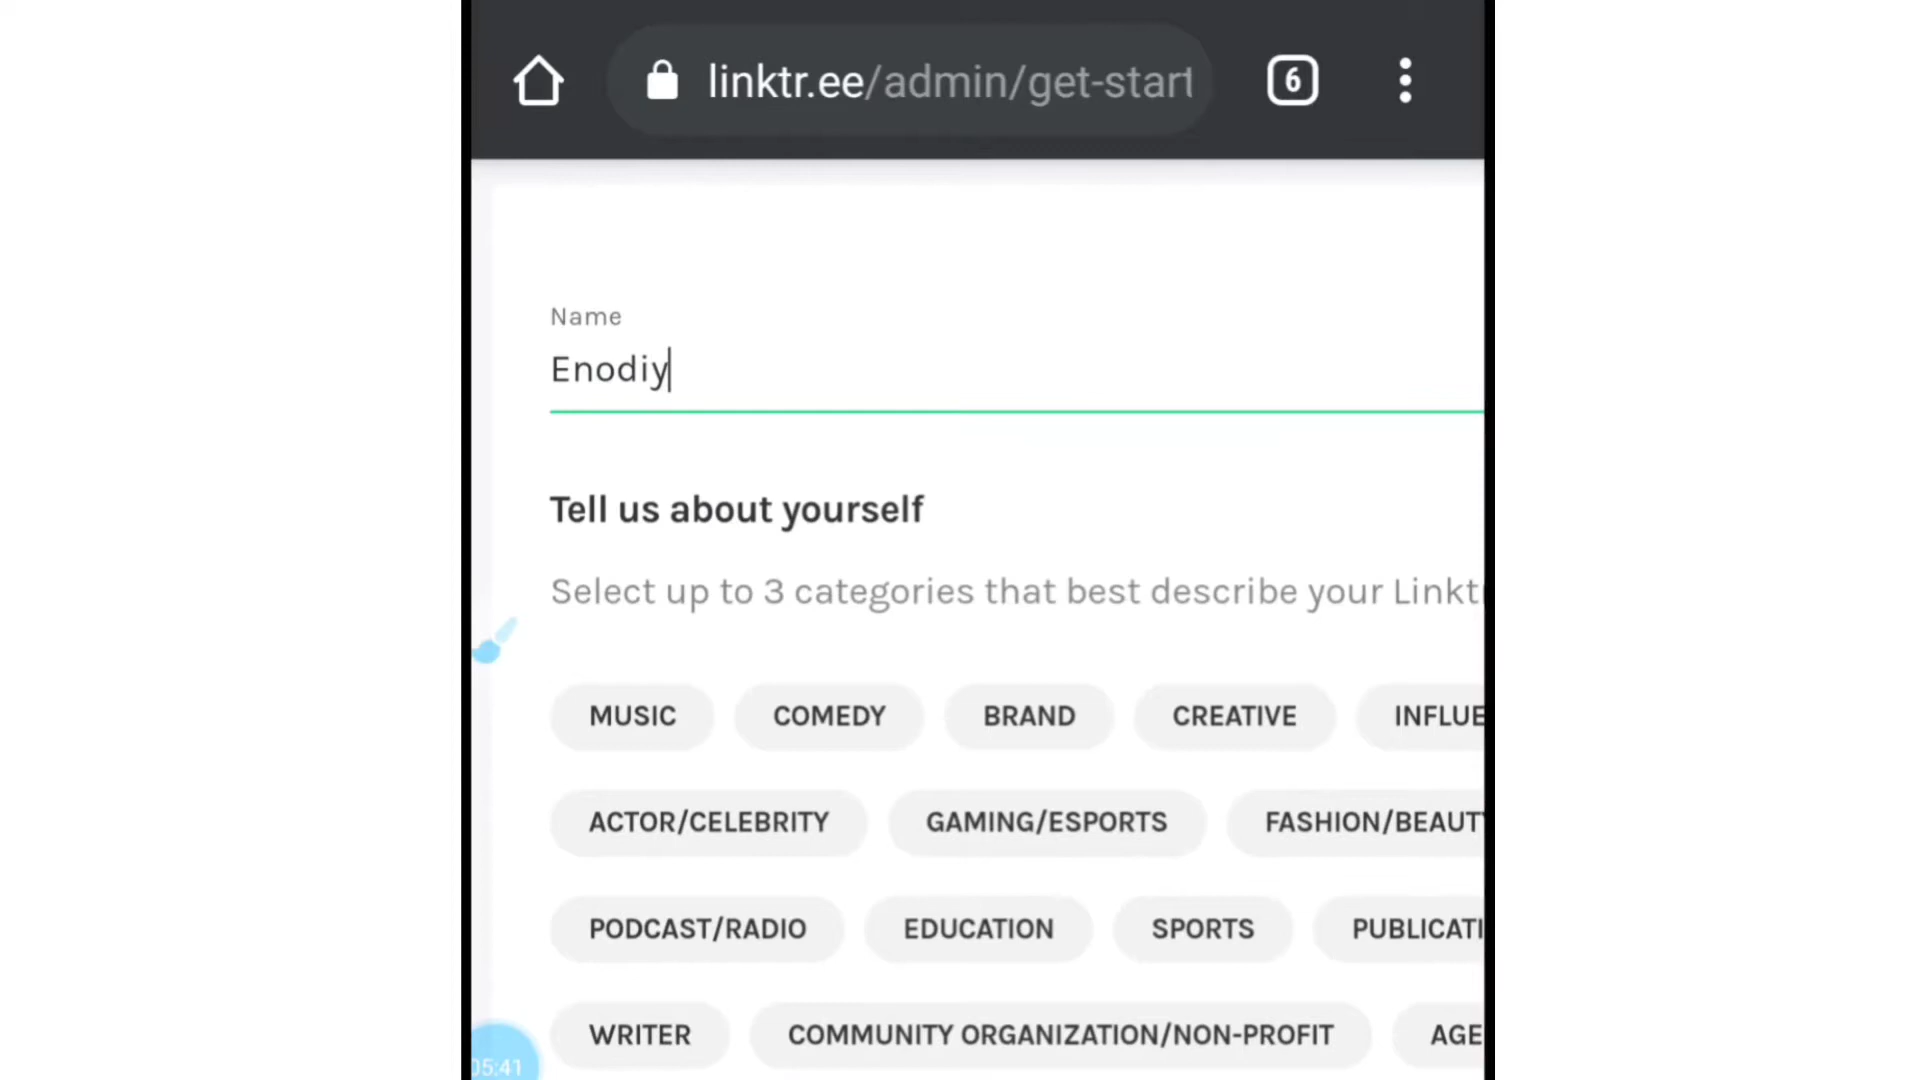 linktr.ee/admin/get-start
6
Name
Enodiy
Tell us about yourself
Select up to 3 categories that best describe your Linktr
MUSIC COMEDY BRAND CREATIVE INFLUE
ACTOR/CELEBRITY GAMING/ESPORTS FASHION/BEAUTY
PODCAST/RADIO EDUCATION SPORTS PUBLICATI
WRITER COMMUNITY ORGANIZATION/NON-PROFIT AGE
05:41